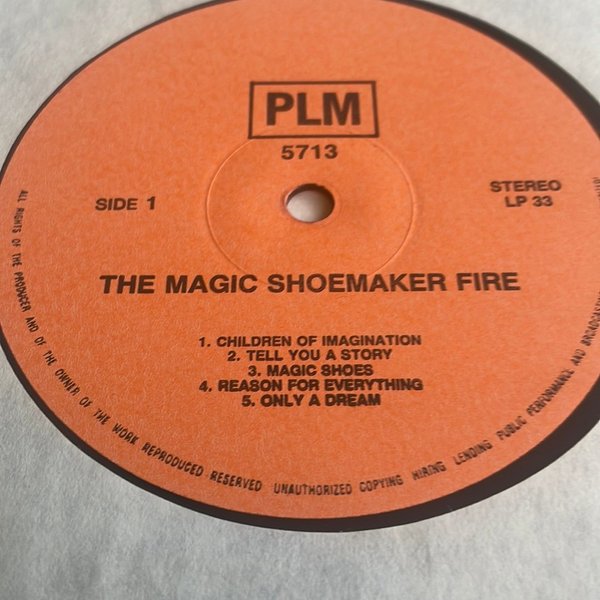 PLM
5713
SIDE 1
STEREO
LP 33
THE MAGIC SHOEMAKER FIRE
1. CHILDREN OF IMAGINATION
2. TELL YOU A STORY
3. MAGIC SHOES
4. REASON FOR EVERYTHING
5. ONLY A DREAM
ALL RIGHTS OF THE PRODUCER AND OF THE OWNER OF THE WORK REPRODUCED RESERVED UNAUTHORIZED COPYING HIRING LENDING PUBLIC PERFORMANCE AND